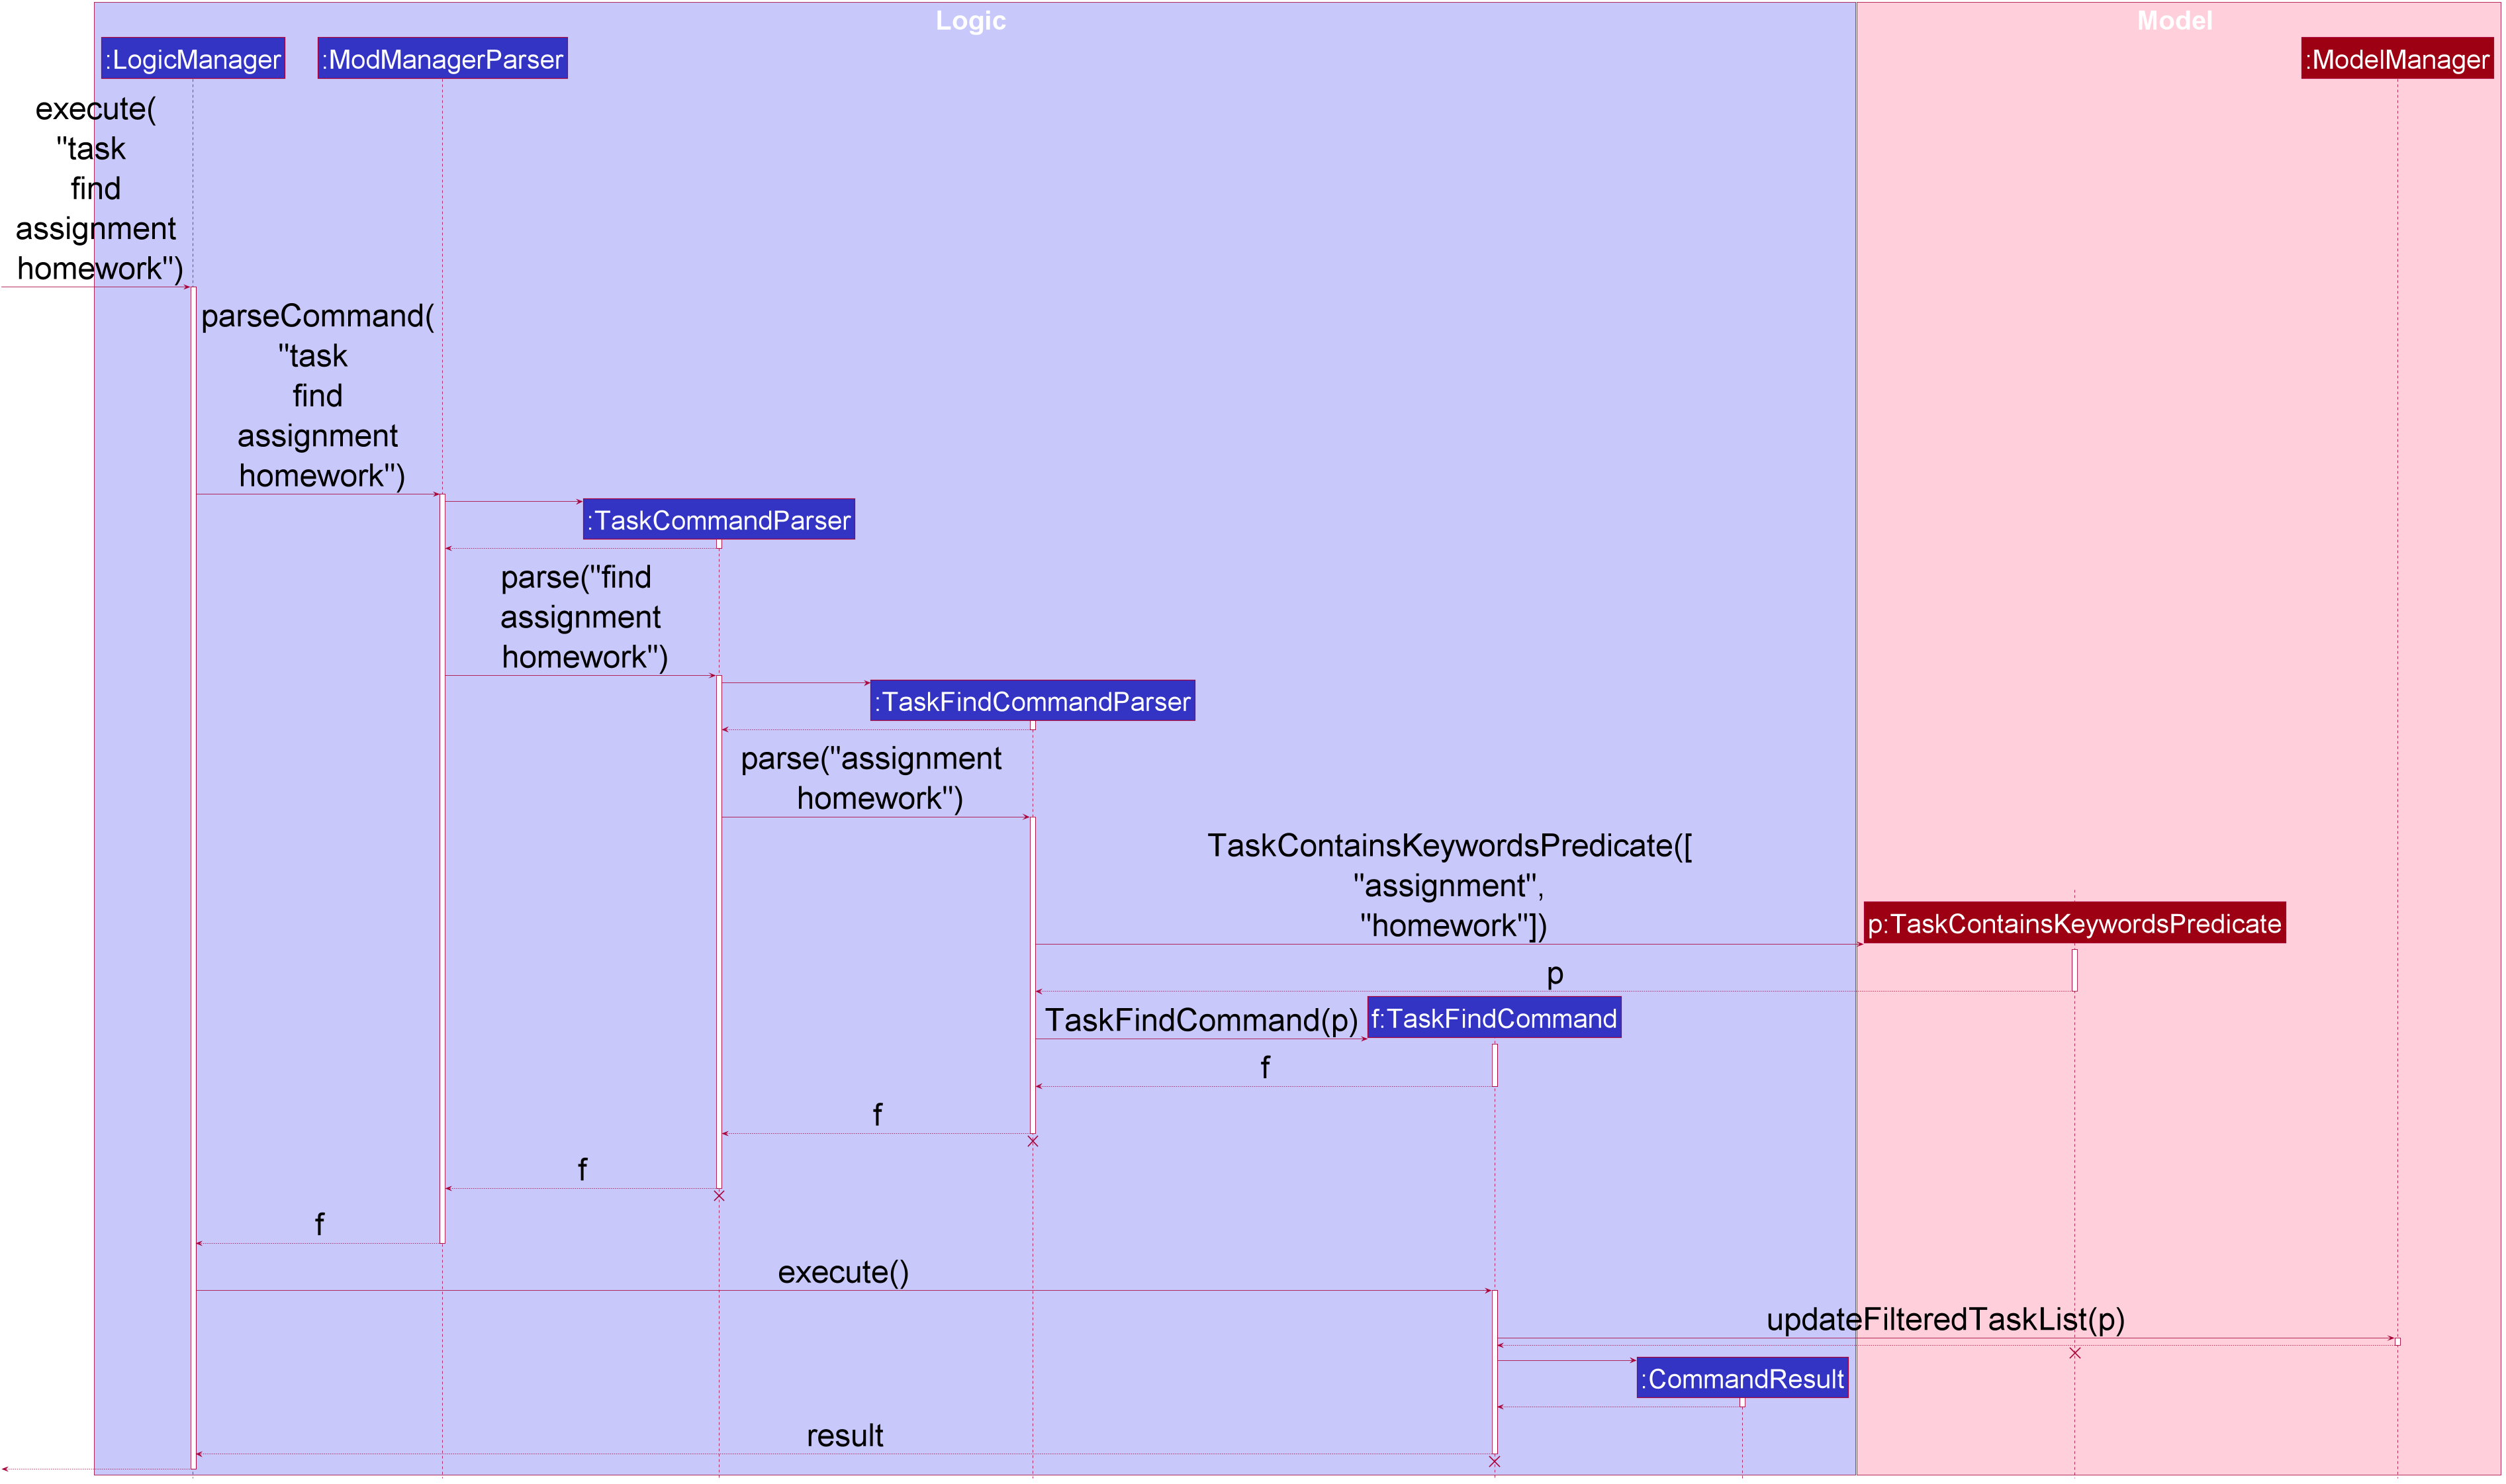 Logic
Model
:LogicManager
:ModManagerParser
:ModelManager
execute(
"task
find
assignment
homework")
parseCommand(
"task
find
assignment
homework")
:TaskCommandParser
parse("find
assignment
homework")
:TaskFindCommandParser
parse("assignment
homework")
TaskContainsKeywordsPredicate([
"assignment",
"homework"])
p:TaskContainsKeywordsPredicate
p
TaskFindCommand(p)
f:TaskFindCommand
f
f
f
f
execute()
updateFilteredTaskList(p)
:CommandResult
result